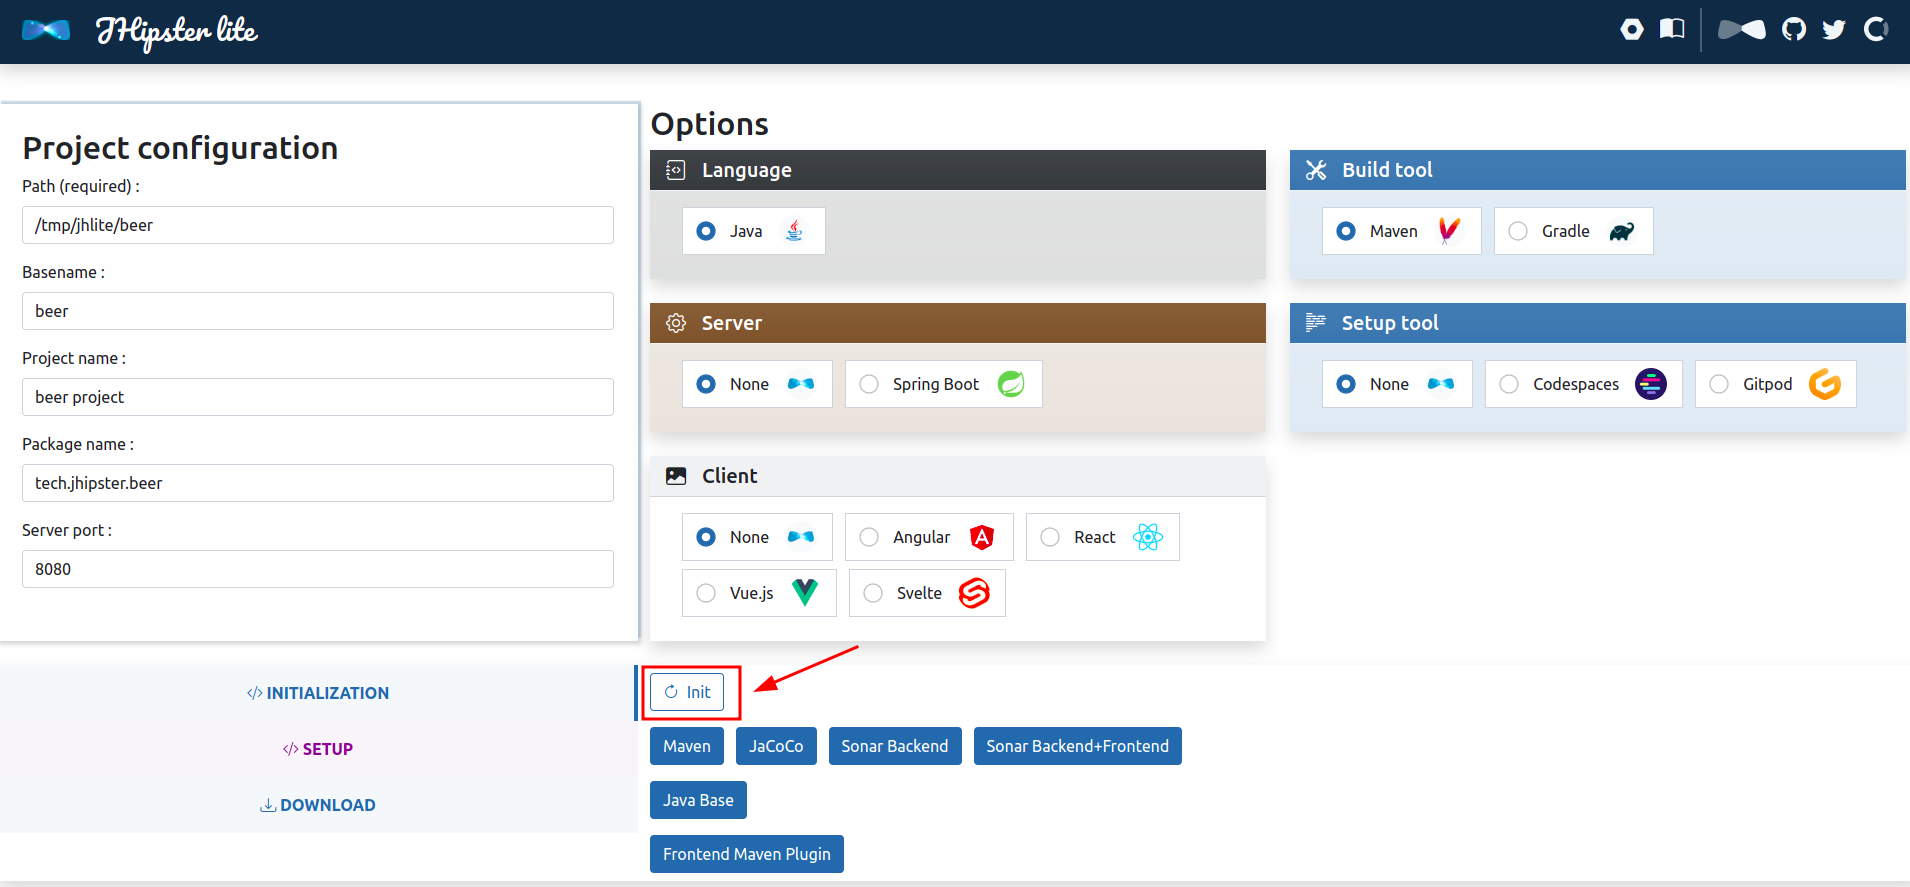 JHipster lite
Project configuration
Path (required) :
/tmp/jhlite/beer
Basename :
beer
Project name :
beer project
Package name :
tech.jhipster.beer
Server port :
8080
Options
Language
Java
Build tool
Maven Gradle
Server
None Spring Boot
Setup tool
None Codespaces Gitpod
Client
None Angular React
Vue.js Svelte
INITIALIZATION
SETUP
DOWNLOAD
Init
Maven JaCoCo Sonar Backend Sonar Backend+Frontend
Java Base
Frontend Maven Plugin